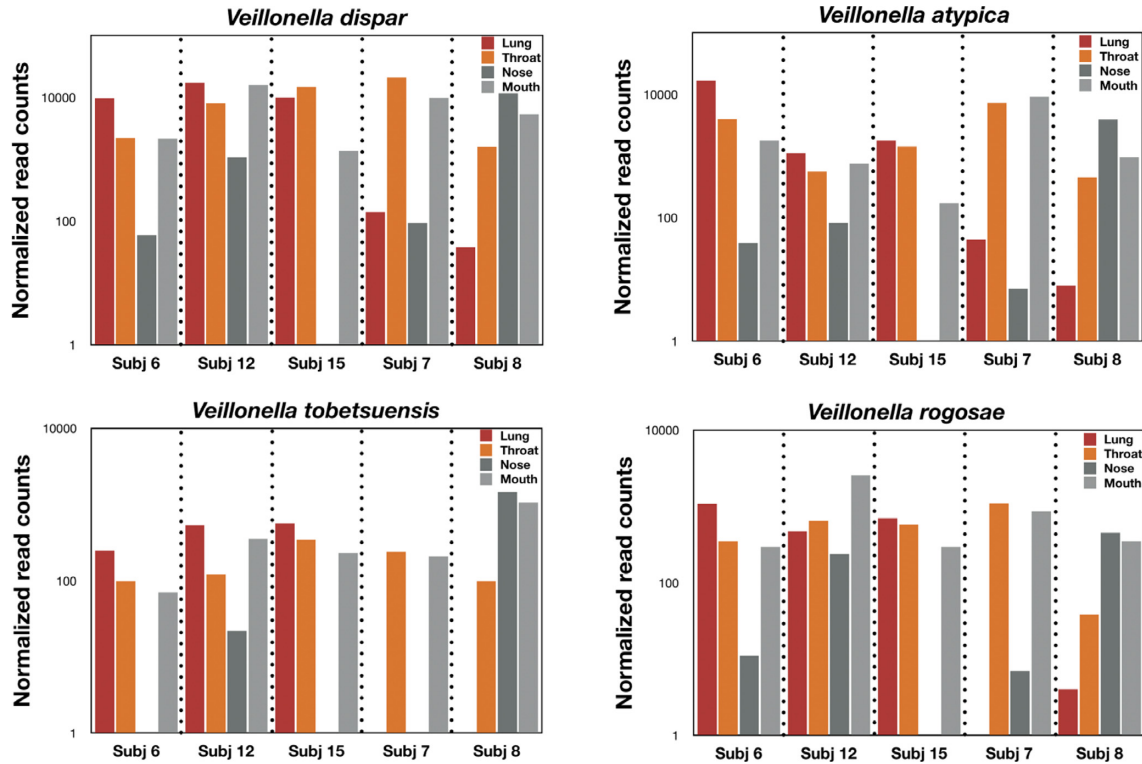 Veillonella dispar
Normalized read counts
10000
100
1
Lung
Throat
Nose
Mouth
Subj 6 Subj 12 Subj 15 Subj 7 Subj 8
Veillonella atypica
Normalized read counts
10000
100
1
Lung
Throat
Nose
Mouth
Subj 6 Subj 12 Subj 15 Subj 7 Subj 8
Veillonella tobetsuensis
Normalized read counts
10000
100
1
Lung
Throat
Nose
Mouth
Subj 6 Subj 12 Subj 15 Subj 7 Subj 8
Veillonella rogosae
Normalized read counts
10000
100
1
Lung
Throat
Nose
Mouth
Subj 6 Subj 12 Subj 15 Subj 7 Subj 8